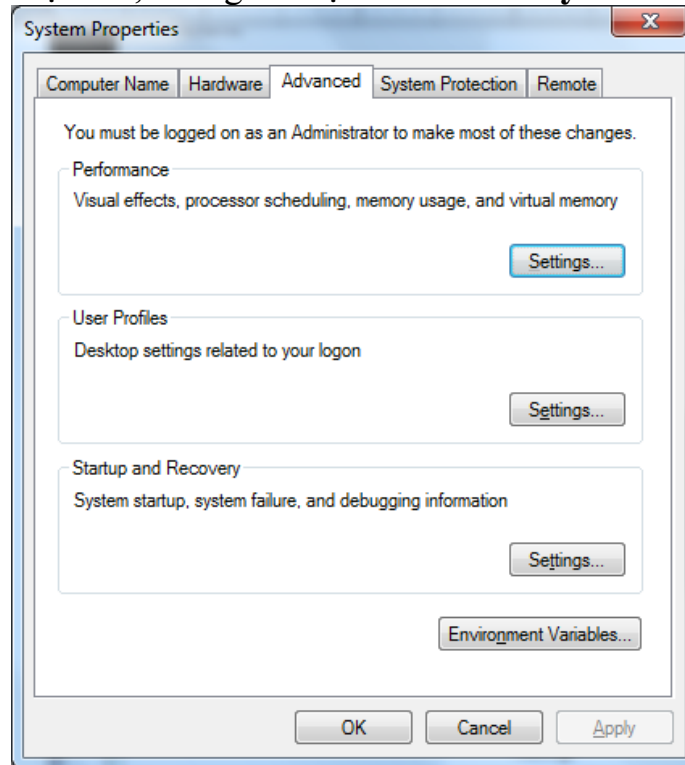 System Properties
Computer Name Hardware Advanced System Protection Remote
You must be logged on as an Administrator to make most of these changes.
Performance
Visual effects, processor scheduling, memory usage, and virtual memory
Settings...
User Profiles
Desktop settings related to your logon
Settings...
Startup and Recovery
System startup, system failure, and debugging information
Settings...
Environment Variables...
OK Cancel Apply